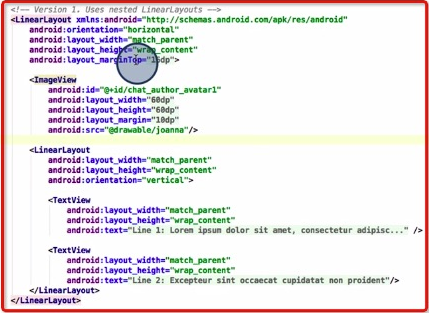 <!-- Version 1. Uses nested LinearLayouts -->
<LinearLayout xmlns:android="http://schemas.android.com/apk/res/android"
android:orientation="horizontal"
android:layout_width="match_parent"
android:layout_height="wrap_content"
android:layout_marginTop="16dp">
<ImageView
android:id="@+id/chat_author_avatar1"
android:layout_width="60dp"
android:layout_height="60dp"
android:layout_margin="10dp"
android:src="@drawable/joanna"/>
<LinearLayout
android:layout_width="match_parent"
android:layout_height="wrap_content"
android:orientation="vertical">
<TextView
android:layout_width="match_parent"
android:layout_height="wrap_content"
android:text="Line 1: Lorem ipsum dolor sit amet, consectetur adipisc..." />
<TextView
android:layout_width="match_parent"
android:layout_height="wrap_content"
android:text="Line 2: Excepteur sint occaecat cupidatat non proident"/>
</LinearLayout>
</LinearLayout>